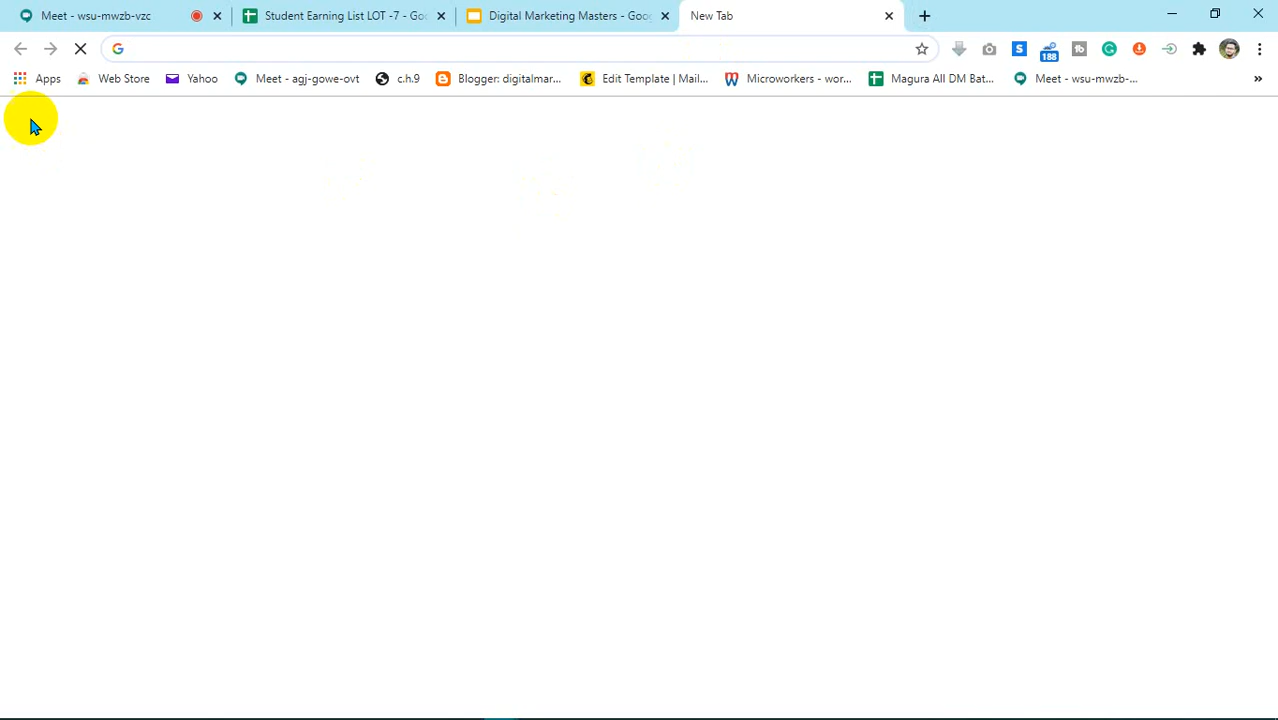 Meet - wsu-mwzb-vzc
Student Earning List LOT -7 - Goo
Digital Marketing Masters - Goog
New Tab
Apps
Web Store
Yahoo
Meet - agj-gowe-ovt
c.h.9
Blogger: digitalmar...
Edit Template | Mail...
Microworkers - wor...
Magura All DM Bat...
Meet - wsu-mwzb-...
188